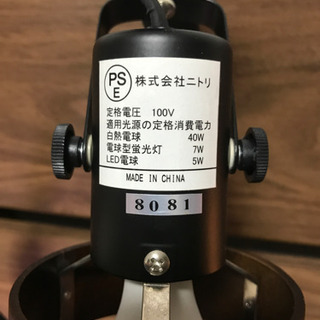 PS
E
株式会社ニトリ
定格電圧 100V
適用光源の定格消費電力
白熱電球 40W
電球型蛍光灯 7W
LED電球 5W
MADE IN CHINA
8081